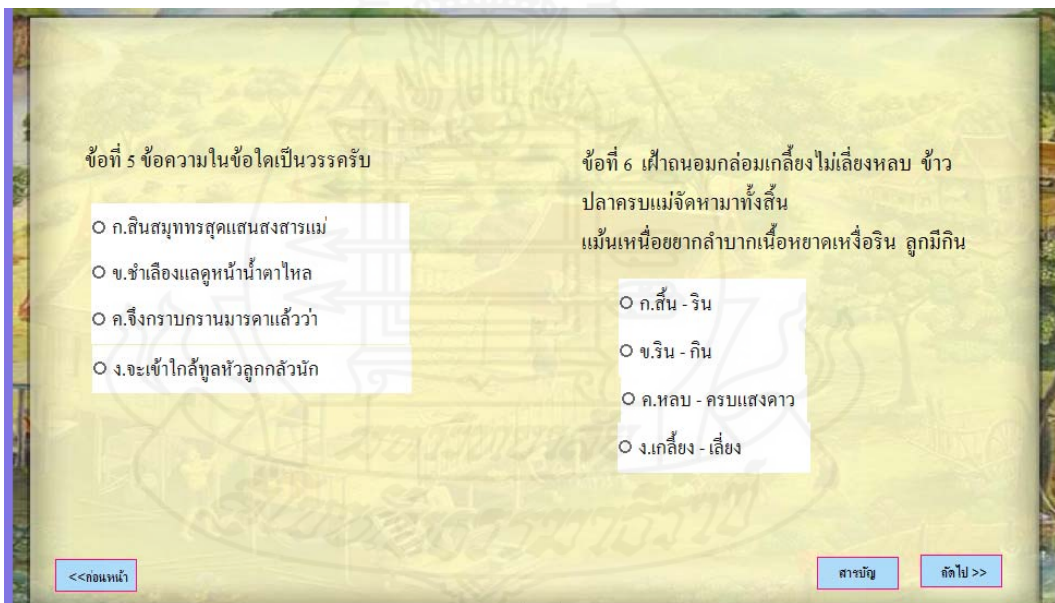 ข้อที่ 5 ข้อความในข้อใดเป็นวรรครับ
ก.สินสมุททรสุดแสนสงสารแม่
ข.ชำเลืองแลดูหน้าน้ำตาไหล
ค.จึงกราบกรานมารดาแล้วว่า
ง.จะเข้าใกล้ทูลหัวลูกกลัวนัก
ข้อที่ 6 เฝ้าถนอมกล่อมเกลี้ยงไม่เลี่ยงหลบ ข้าว
ปลาครบแม่จัดหามาทั้งสิ้น
แม้นเหนื่อยยากลำบากเนื้อหยาดเหงื่อริน ลูกมีกิน
ก.สิ้น - ริน
ข.ริน - กิน
ค.หลบ - ครบแสงดาว
ง.เกลี้ยง - เลี่ยง
<<ก่อนหน้า
สารบัญ
ถัดไป >>